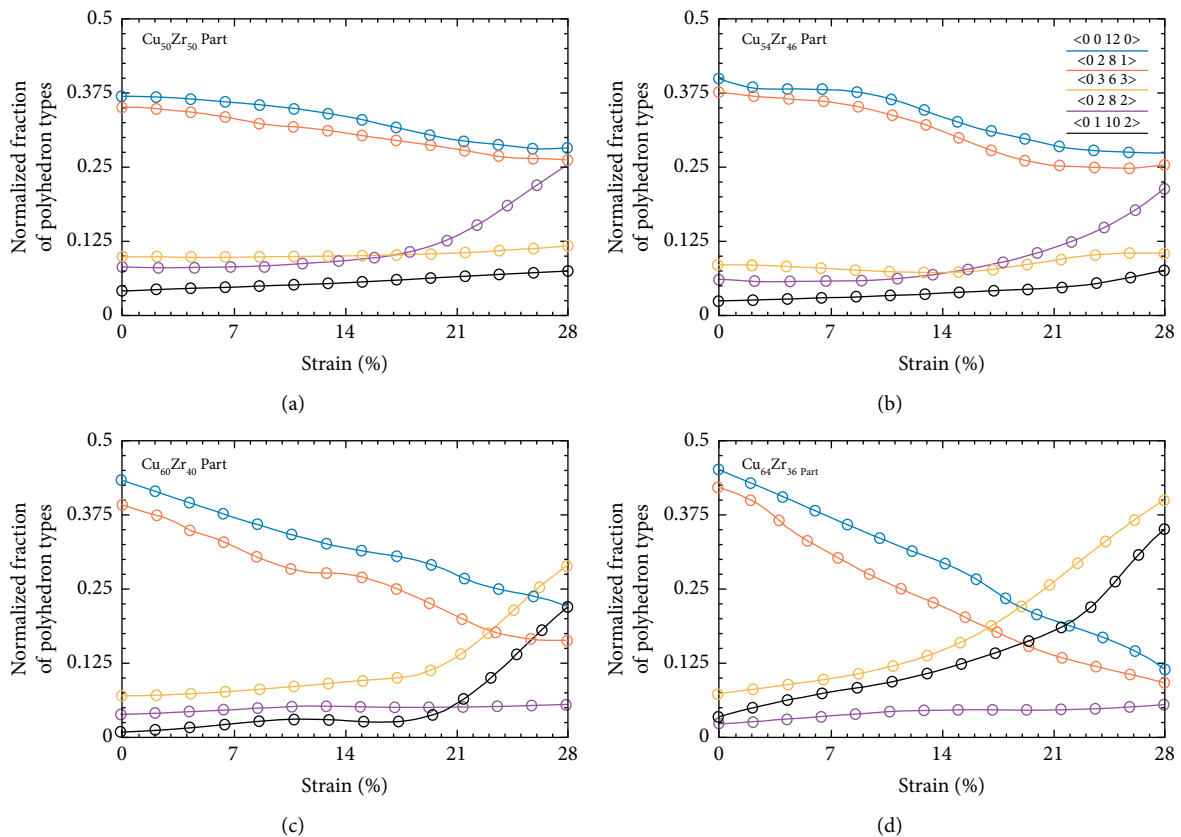 Cu50Zr50 Part
0.5
0.375
0.25
0.125
0
Normalized fraction
of polyhedron types
0 7 14 21 28
Strain (%)
(a)
Cu54Zr46 Part
<0 0 12 0>
<0 2 8 1>
<0 3 6 3>
<0 2 8 2>
<0 1 10 2>
0.5
0.375
0.25
0.125
0
Normalized fraction
of polyhedron types
0 7 14 21 28
Strain (%)
(b)
Cu60Zr40 Part
0.5
0.375
0.25
0.125
0
Normalized fraction
of polyhedron types
0 7 14 21 28
Strain (%)
(c)
Cu64Zr36 Part
0.5
0.375
0.25
0.125
0
Normalized fraction
of polyhedron types
0 7 14 21 28
Strain (%)
(d)